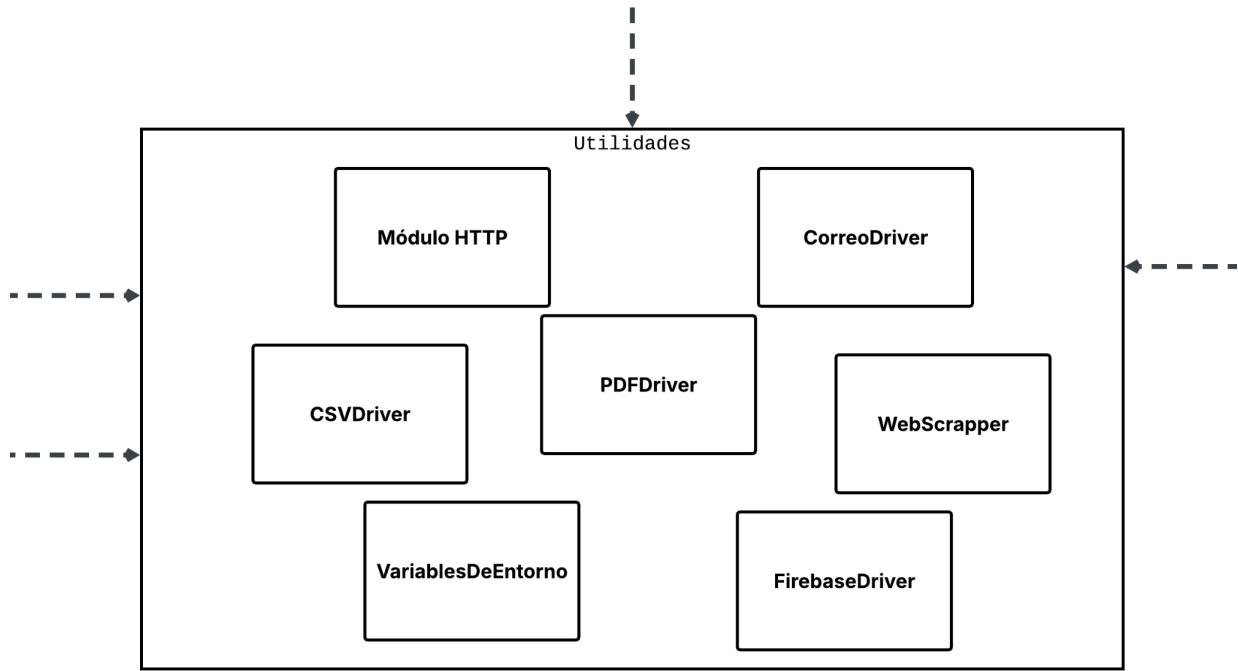 Utilidades
Módulo HTTP
CorreoDriver
PDFDriver
CSVDriver
WebScrapper
VariablesDeEntorno
FirebaseDriver